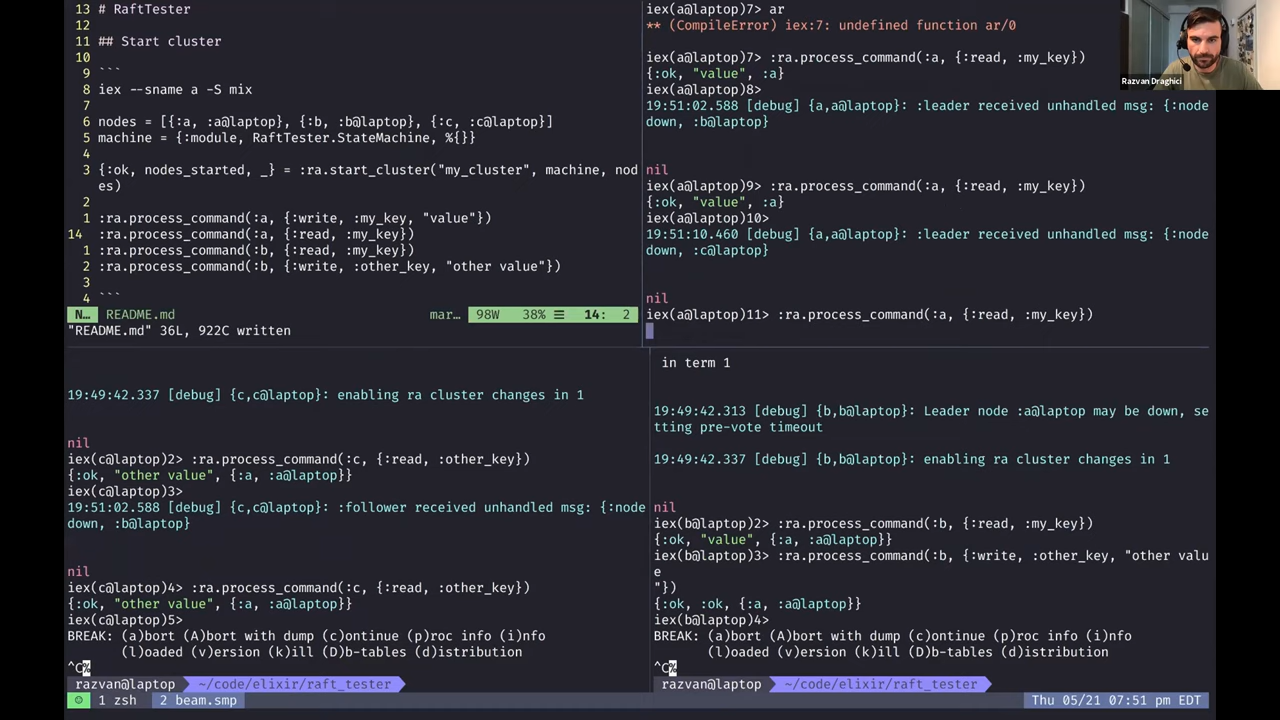 13 # RaftTester
12
11 ## Start cluster
10
9 ```
8 iex --sname a -S mix
7
6 nodes = [{:a, :a@laptop}, {:b, :b@laptop}, {:c, :c@laptop}]
5 machine = {:module, RaftTester.StateMachine, %{}}
4
3 {:ok, nodes_started, _} = :ra.start_cluster("my_cluster", machine, nod
es)
2
1 :ra.process_command(:a, {:write, :my_key, "value"})
14 :ra.process_command(:a, {:read, :my_key})
1 :ra.process_command(:b, {:read, :my_key})
2 :ra.process_command(:b, {:write, :other_key, "other value"})
3
4 ```
N… README.md mar… 98W 38% ☰ 14: 2
"README.md" 36L, 922C written
iex(a@laptop)7> ar
** (CompileError) iex:7: undefined function ar/0
iex(a@laptop)7> :ra.process_command(:a, {:read, :my_key})
{:ok, "value", :a}
iex(a@laptop)8>
19:51:02.588 [debug] {a,a@laptop}: :leader received unhandled msg: {:node
down, :b@laptop}
nil
iex(a@laptop)9> :ra.process_command(:a, {:read, :my_key})
{:ok, "value", :a}
iex(a@laptop)10>
19:51:10.460 [debug] {a,a@laptop}: :leader received unhandled msg: {:node
down, :c@laptop}
nil
iex(a@laptop)11> :ra.process_command(:a, {:read, :my_key})
Razvan Draghici
19:49:42.337 [debug] {c,c@laptop}: enabling ra cluster changes in 1
nil
iex(c@laptop)2> :ra.process_command(:c, {:read, :other_key})
{:ok, "other value", {:a, :a@laptop}}
iex(c@laptop)3>
19:51:02.588 [debug] {c,c@laptop}: :follower received unhandled msg: {:node
down, :b@laptop}
nil
iex(c@laptop)4> :ra.process_command(:c, {:read, :other_key})
{:ok, "other value", {:a, :a@laptop}}
iex(c@laptop)5>
BREAK: (a)bort (A)bort with dump (c)ontinue (p)roc info (i)nfo
(l)oaded (v)ersion (k)ill (D)b-tables (d)istribution
^C%
razvan@laptop ~/code/elixir/raft_tester
in term 1
19:49:42.313 [debug] {b,b@laptop}: Leader node :a@laptop may be down, se
tting pre-vote timeout
19:49:42.337 [debug] {b,b@laptop}: enabling ra cluster changes in 1
nil
iex(b@laptop)2> :ra.process_command(:b, {:read, :my_key})
{:ok, "value", {:a, :a@laptop}}
iex(b@laptop)3> :ra.process_command(:b, {:write, :other_key, "other valu
e
"})
{:ok, :ok, {:a, :a@laptop}}
iex(b@laptop)4>
BREAK: (a)bort (A)bort with dump (c)ontinue (p)roc info (i)nfo
(l)oaded (v)ersion (k)ill (D)b-tables (d)istribution
^C%
razvan@laptop ~/code/elixir/raft_tester
1 zsh 2 beam.smp Thu 05/21 07:51 pm EDT